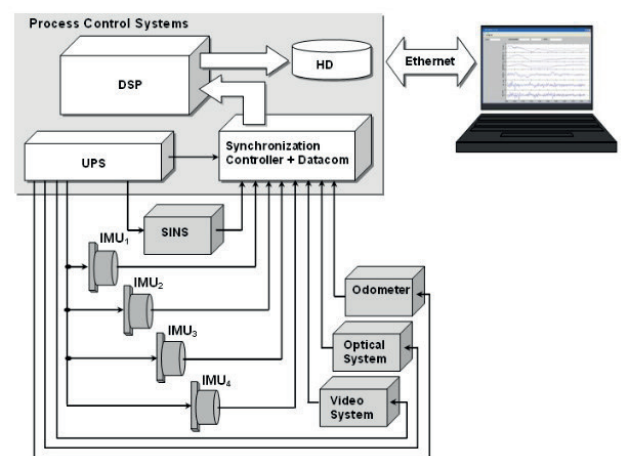 Process Control Systems
DSP
HD
Ethernet
UPS
Synchronization
Controller + Datacom
SINS
IMU1
IMU2
IMU3
IMU4
Odometer
Optical
System
Video
System